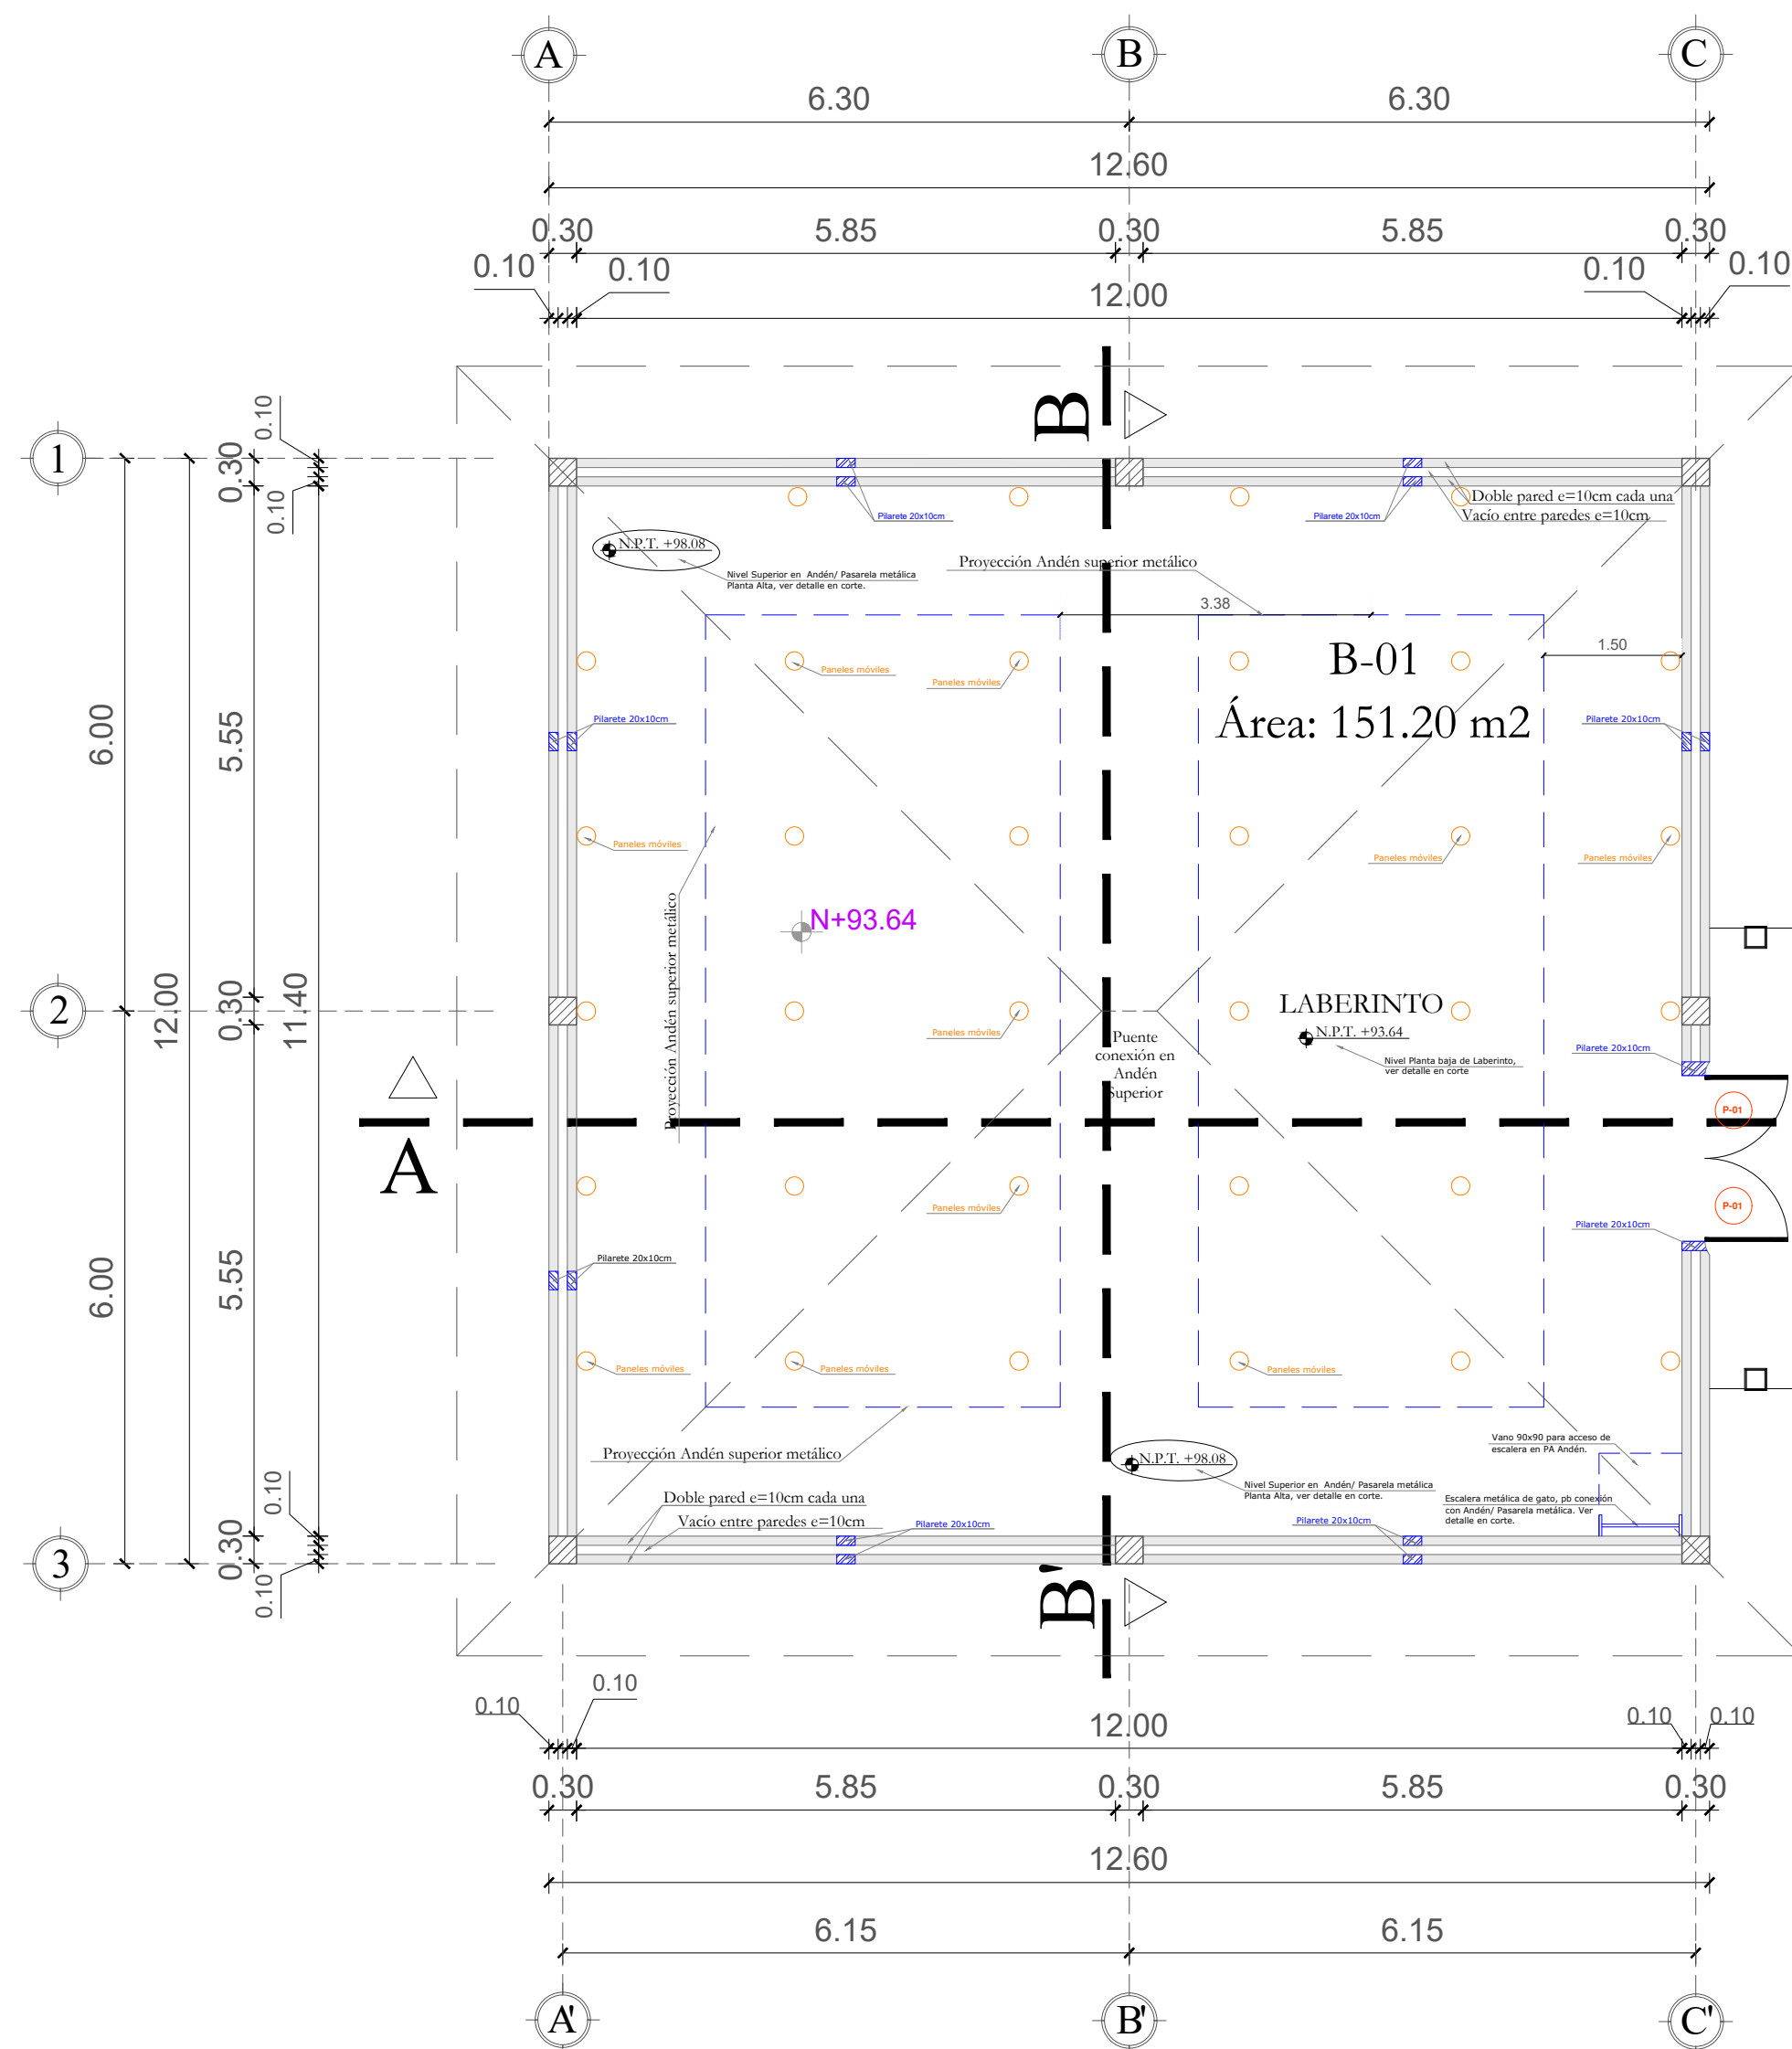 A B C
6.30 6.30
12.60
0.30 5.85 0.30 5.85 0.30
0.10 0.10 0.10 0.10
12.00
B
1
0.10
0.30
0.10
Doble pared e=10cm cada una
Vacío entre paredes e=10cm
Pilarete 20x10cm
Pilarete 20x10cm
N.P.T. +98.08
Proyección Andén superior metálico
Nivel Superior en Andén/ Pasarela metálica
Planta Alta, ver detalle en corte.
3.38
1.50
B-01
Paneles móviles
Paneles móviles
Área: 151.20 m2
Pilarete 20x10cm
Pilarete 20x10cm
6.00
5.55
Paneles móviles
Paneles móviles
Paneles móviles
Proyección Andén superior metálico
N+93.64
2
12.00
0.30
11.40
LABERINTO
N.P.T. +93.64
Paneles móviles
Puente
conexión en
Andén
Superior
Nivel Planta baja de Laberinto,
ver detalle en corte
Pilarete 20x10cm
P-01
A
P-01
Paneles móviles
Pilarete 20x10cm
Pilarete 20x10cm
6.00
5.55
Paneles móviles
Paneles móviles
Paneles móviles
Proyección Andén superior metálico
N.P.T. +98.08
Vano 90x90 para acceso de
escalera en PA Andén.
Nivel Superior en Andén/ Pasarela metálica
Planta Alta, ver detalle en corte.
Escalera metálica de gato, pb conexión
con Andén/ Pasarela metálica. Ver
detalle en corte.
Doble pared e=10cm cada una
Vacío entre paredes e=10cm
Pilarete 20x10cm
Pilarete 20x10cm
0.10
0.30
0.10
3
B'
0.10 0.10 0.10 0.10
12.00
0.30 5.85 0.30 5.85 0.30
12.60
6.15 6.15
A' B' C'